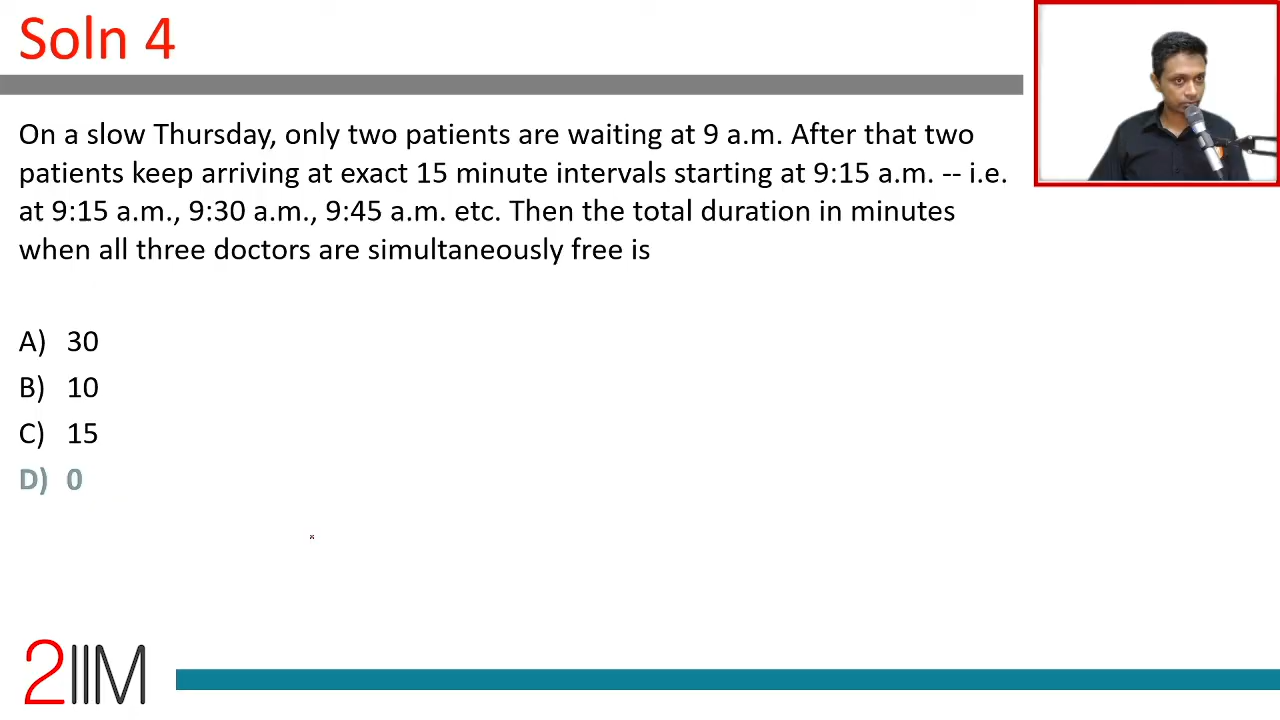 Soln 4
On a slow Thursday, only two patients are waiting at 9 a.m. After that two
patients keep arriving at exact 15 minute intervals starting at 9:15 a.m. -- i.e.
at 9:15 a.m., 9:30 a.m., 9:45 a.m. etc. Then the total duration in minutes
when all three doctors are simultaneously free is
A) 30
B) 10
C) 15
D) 0
2IIM